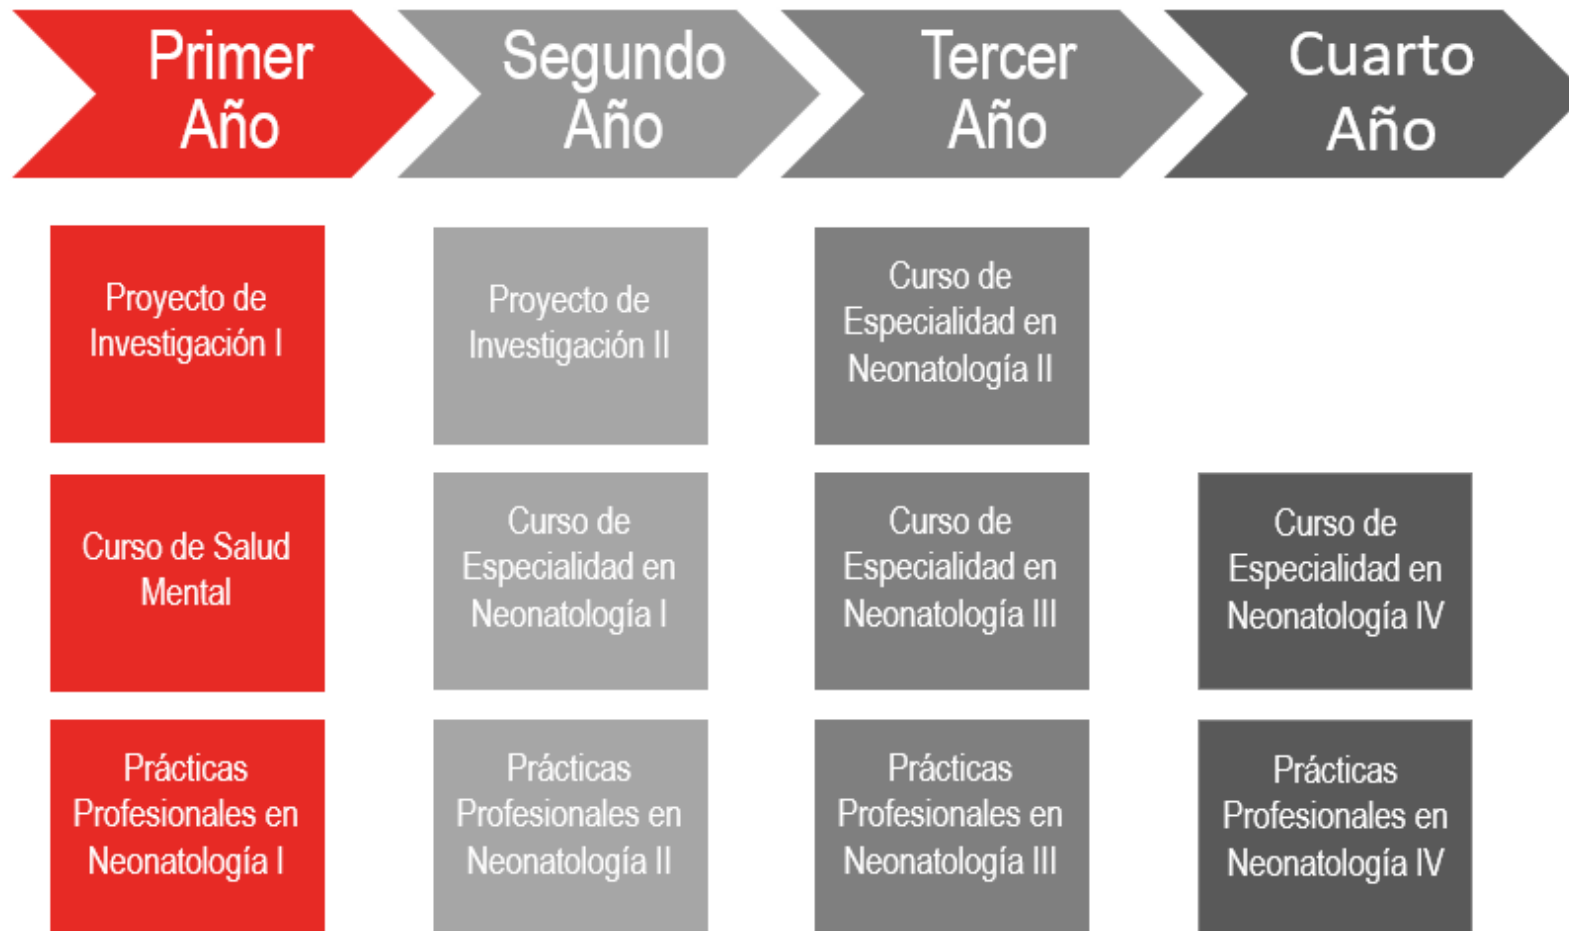 Primer
Año
Segundo
Año
Tercer
Año
Cuarto
Año
Proyecto de
Investigación I
Proyecto de
Investigación II
Curso de
Especialidad en
Neonatología II
Curso de Salud
Mental
Curso de
Especialidad en
Neonatología I
Curso de
Especialidad en
Neonatología III
Curso de
Especialidad en
Neonatología IV
Prácticas
Profesionales en
Neonatología I
Prácticas
Profesionales en
Neonatología II
Prácticas
Profesionales en
Neonatología III
Prácticas
Profesionales en
Neonatología IV